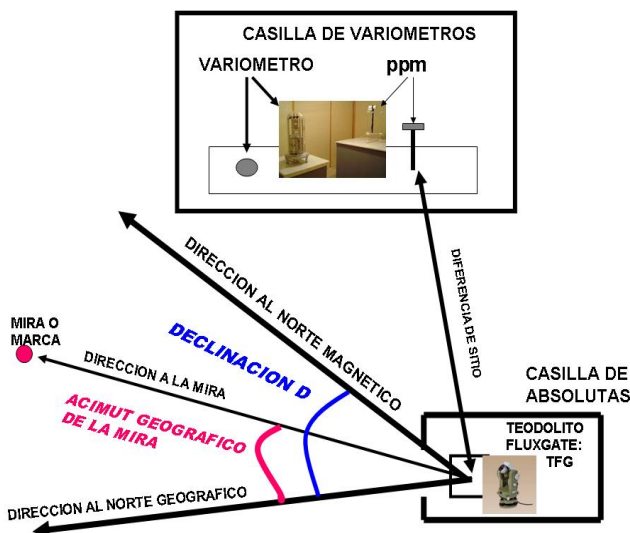 CASILLA DE VARIOMETROS
VARIOMETRO
ppm
DIRECCION AL NORTE MAGNETICO
DIFERENCIA DE SITIO
MIRA O
MARCA
DIRECCION A LA MIRA
DECLINACION D
ACIMUT GEOGRAFICO
DE LA MIRA
DIRECCION AL NORTE GEOGRAFICO
CASILLA DE
ABSOLUTAS
TEODOLITO
FLUXGATE:
TFG